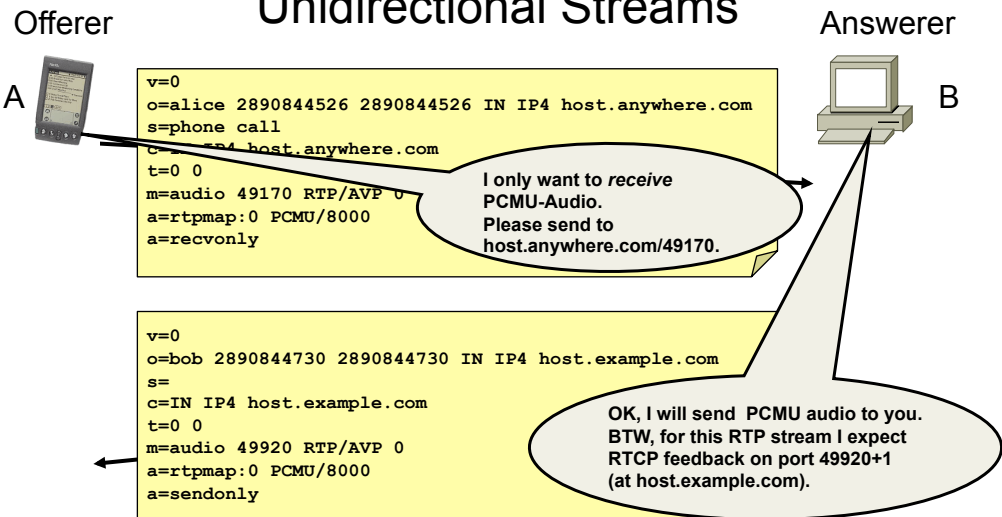 Unidirectional Streams
Offerer
Answerer
A
B
v=0
o=alice 2890844526 2890844526 IN IP4 host.anywhere.com
s=phone call
c=IN IP4 host.anywhere.com
t=0 0
m=audio 49170 RTP/AVP 0
a=rtpmap:0 PCMU/8000
a=recvonly
I only want to receive
PCMU-Audio.
Please send to
host.anywhere.com/49170.
v=0
o=bob 2890844730 2890844730 IN IP4 host.example.com
s=
c=IN IP4 host.example.com
t=0 0
m=audio 49920 RTP/AVP 0
a=rtpmap:0 PCMU/8000
a=sendonly
OK, I will send PCMU audio to you.
BTW, for this RTP stream I expect
RTCP feedback on port 49920+1
(at host.example.com).